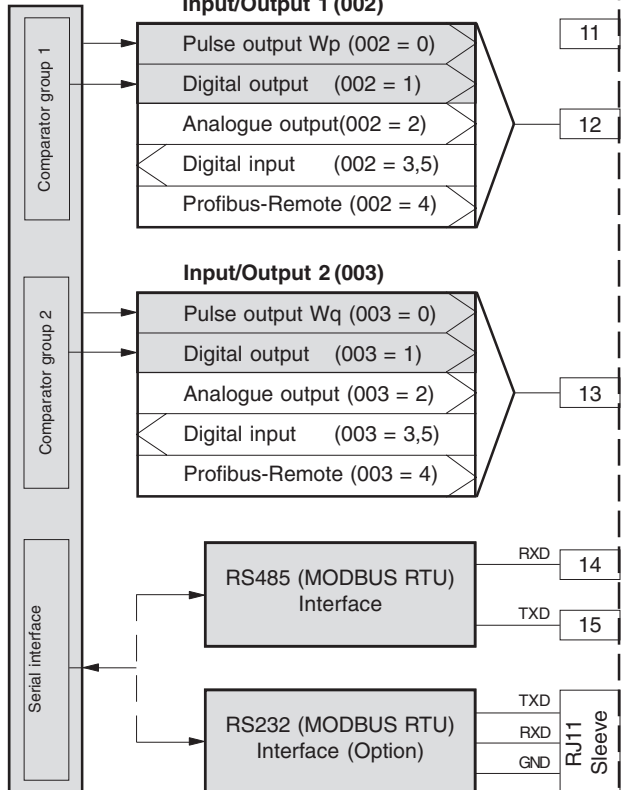 Input/Output 1 (002)
Comparator group 1
Pulse output Wp (002 = 0)
Digital output (002 = 1)
Analogue output(002 = 2)
Digital input (002 = 3,5)
Profibus-Remote (002 = 4)
11
12
Input/Output 2 (003)
Comparator group 2
Pulse output Wq (003 = 0)
Digital output (003 = 1)
Analogue output (003 = 2)
Digital input (003 = 3,5)
Profibus-Remote (003 = 4)
13
Serial interface
RS485 (MODBUS RTU)
Interface
RXD
14
TXD
15
RS232 (MODBUS RTU)
Interface (Option)
TXD
RXD
GND
RJ11
Sleeve